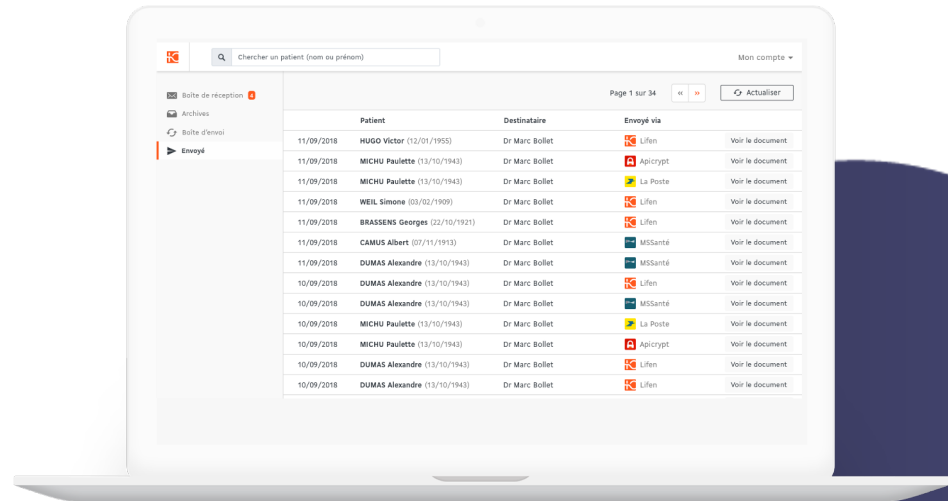 Chercher un patient (nom ou prénom)
Mon compte
Boîte de réception
Archives
Boîte d'envoi
Envoyé
Page 1 sur 34 « » Actualiser
Patient Destinataire Envoyé via
11/09/2018 HUGO Victor (12/01/1955) Dr Marc Bollet Lifen Voir le document
11/09/2018 MICHU Paulette (13/10/1943) Dr Marc Bollet Apicrypt Voir le document
11/09/2018 MICHU Paulette (13/10/1943) Dr Marc Bollet La Poste Voir le document
11/09/2018 WEIL Simone (03/02/1909) Dr Marc Bollet Lifen Voir le document
11/09/2018 BRASSENS Georges (22/10/1921) Dr Marc Bollet Lifen Voir le document
11/09/2018 CAMUS Albert (07/11/1913) Dr Marc Bollet MSSanté Voir le document
11/09/2018 DUMAS Alexandre (13/10/1943) Dr Marc Bollet MSSanté Voir le document
10/09/2018 DUMAS Alexandre (13/10/1943) Dr Marc Bollet Lifen Voir le document
10/09/2018 DUMAS Alexandre (13/10/1943) Dr Marc Bollet MSSanté Voir le document
10/09/2018 MICHU Paulette (13/10/1943) Dr Marc Bollet La Poste Voir le document
10/09/2018 MICHU Paulette (13/10/1943) Dr Marc Bollet Apicrypt Voir le document
10/09/2018 DUMAS Alexandre (13/10/1943) Dr Marc Bollet Lifen Voir le document
10/09/2018 DUMAS Alexandre (13/10/1943) Dr Marc Bollet Lifen Voir le document